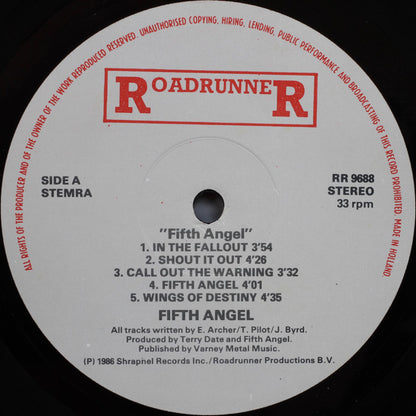 ALL RIGHTS OF THE PRODUCER AND OF THE OWNER OF THE WORK REPRODUCED RESERVED. UNAUTHORISED COPYING, HIRING, LENDING, PUBLIC PERFORMANCE AND BROADCASTING OF THIS RECORD PROHIBITED. MADE IN HOLLAND.
ROADRUNNER
SIDE A
STEMRA
RR 9688
STEREO
33 rpm
"Fifth Angel"
1. IN THE FALLOUT 3'54
2. SHOUT IT OUT 4'26
3. CALL OUT THE WARNING 3'32
4. FIFTH ANGEL 4'01
5. WINGS OF DESTINY 4'35
FIFTH ANGEL
All tracks written by E. Archer/T. Pilot/J. Byrd.
Produced by Terry Date and Fifth Angel.
Published by Varney Metal Music.
(P) 1986 Shrapnel Records Inc./Roadrunner Productions B.V.